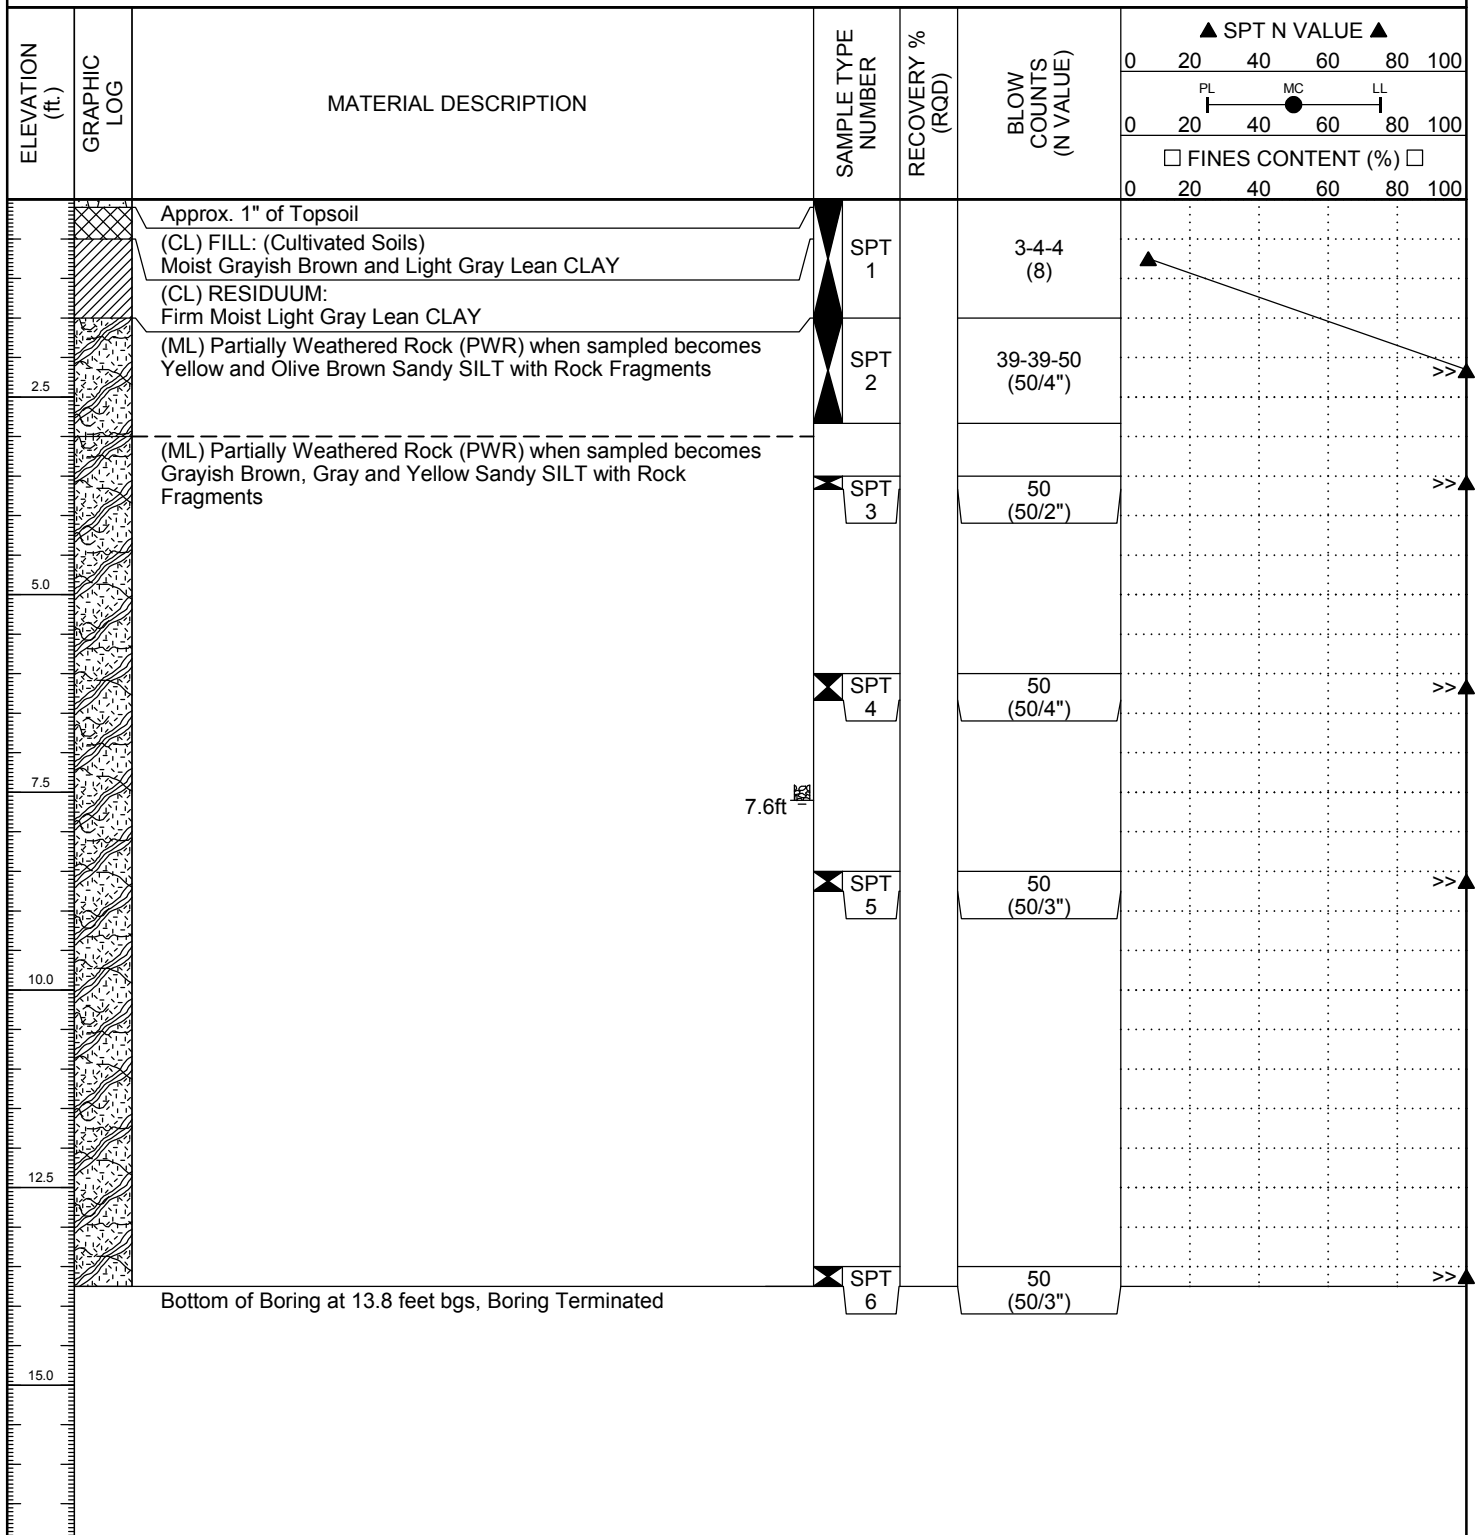 ELEVATION
(ft.)
GRAPHIC
LOG
MATERIAL DESCRIPTION
SAMPLE TYPE
NUMBER
RECOVERY %
(RQD)
BLOW
COUNTS
(N VALUE)
▲ SPT N VALUE ▲
0 20 40 60 80 100
PL MC LL
0 20 40 60 80 100
□ FINES CONTENT (%) □
0 20 40 60 80 100
Approx. 1" of Topsoil
(CL) FILL: (Cultivated Soils)
Moist Grayish Brown and Light Gray Lean CLAY
SPT
1
3-4-4
(8)
(CL) RESIDUUM:
Firm Moist Light Gray Lean CLAY
(ML) Partially Weathered Rock (PWR) when sampled becomes
Yellow and Olive Brown Sandy SILT with Rock Fragments
SPT
2
39-39-50
(50/4")
>>▲
2.5
(ML) Partially Weathered Rock (PWR) when sampled becomes
Grayish Brown, Gray and Yellow Sandy SILT with Rock
Fragments
SPT
3
50
(50/2")
>>▲
5.0
SPT
4
50
(50/4")
>>▲
7.5
7.6ft
SPT
5
50
(50/3")
>>▲
10.0
12.5
SPT
6
50
(50/3")
>>▲
Bottom of Boring at 13.8 feet bgs, Boring Terminated
15.0